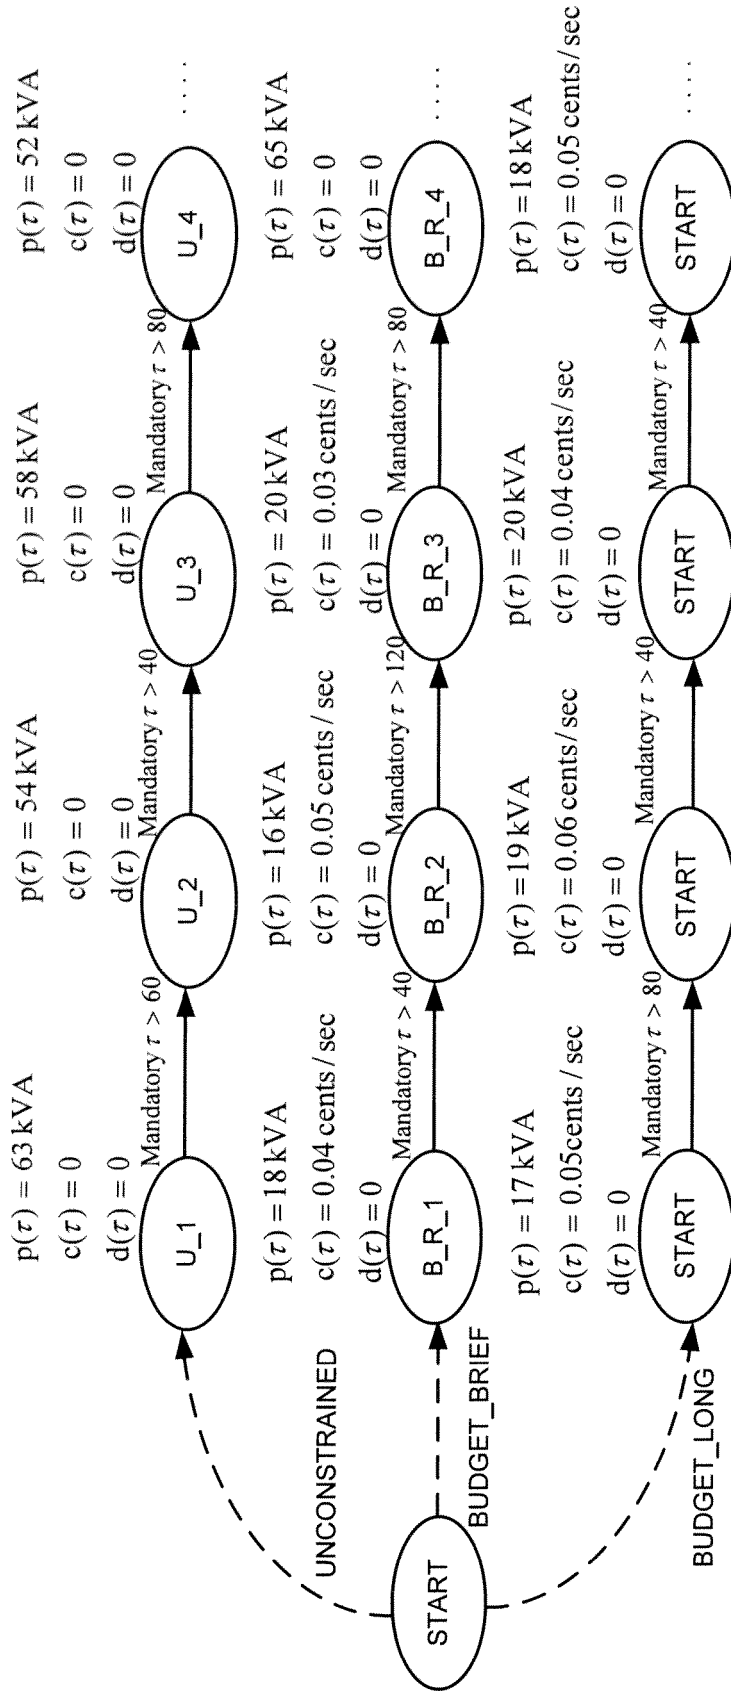 START
UNCONSTRAINED
BUDGET_BRIEF
BUDGET_LONG
p(τ) = 63 kVA
c(τ) = 0
d(τ) = 0
U_1
Mandatory τ > 60
p(τ) = 54 kVA
c(τ) = 0
d(τ) = 0
U_2
Mandatory τ > 40
p(τ) = 58 kVA
c(τ) = 0
d(τ) = 0
U_3
Mandatory τ > 80
p(τ) = 52 kVA
c(τ) = 0
d(τ) = 0
U_4
. . . .
p(τ) = 18 kVA
c(τ) = 0.04 cents / sec
d(τ) = 0
B_R_1
Mandatory τ > 40
p(τ) = 16 kVA
c(τ) = 0.05 cents / sec
d(τ) = 0
B_R_2
Mandatory τ > 120
p(τ) = 20 kVA
c(τ) = 0.03 cents / sec
d(τ) = 0
B_R_3
Mandatory τ > 80
p(τ) = 65 kVA
c(τ) = 0
d(τ) = 0
B_R_4
. . . .
p(τ) = 17 kVA
c(τ) = 0.05cents / sec
d(τ) = 0
START
Mandatory τ > 80
p(τ) = 19 kVA
c(τ) = 0.06 cents / sec
d(τ) = 0
START
Mandatory τ > 40
p(τ) = 20 kVA
c(τ) = 0.04 cents / sec
d(τ) = 0
START
Mandatory τ > 40
p(τ) = 18 kVA
c(τ) = 0.05 cents / sec
d(τ) = 0
START
. . . .